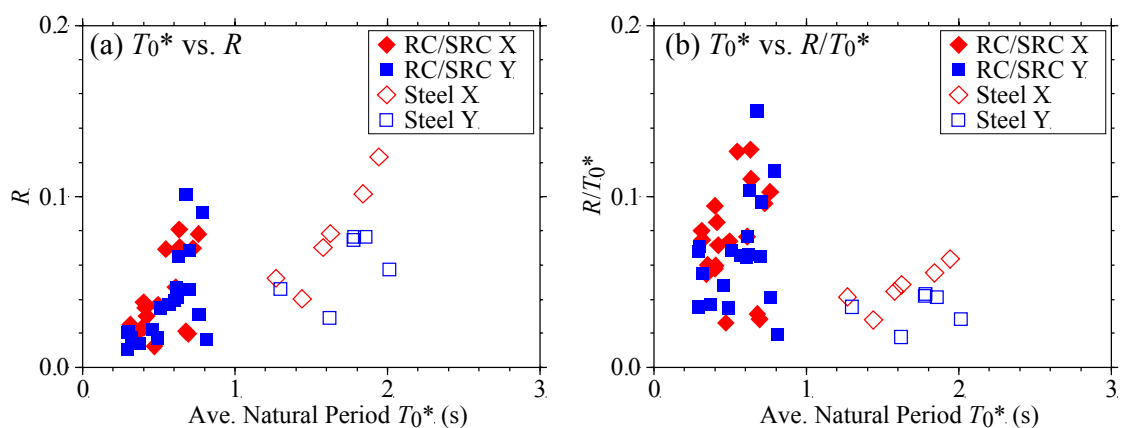 (a) T0* vs. R
RC/SRC X
RC/SRC Y
Steel X
Steel Y
0.2
0.1
0.0
R
0 1 2 3
Ave. Natural Period T0* (s)
(b) T0* vs. R/T0*
RC/SRC X
RC/SRC Y
Steel X
Steel Y
0.2
0.1
0.0
R/T0*
0 1 2 3
Ave. Natural Period T0* (s)